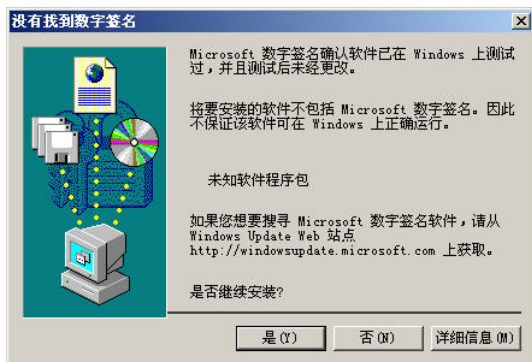 没有找到数字签名
Microsoft 数字签名确认软件已在 Windows 上测试
过，并且测试后未经更改。
将要安装的软件不包括 Microsoft 数字签名。因此
不保证该软件可在 Windows 上正确运行。
未知软件程序包
如果您想要搜寻 Microsoft 数字签名软件，请从
Windows Update Web 站点
http://windowsupdate.microsoft.com 上获取。
是否继续安装?
是(Y)
否(N)
详细信息(M)